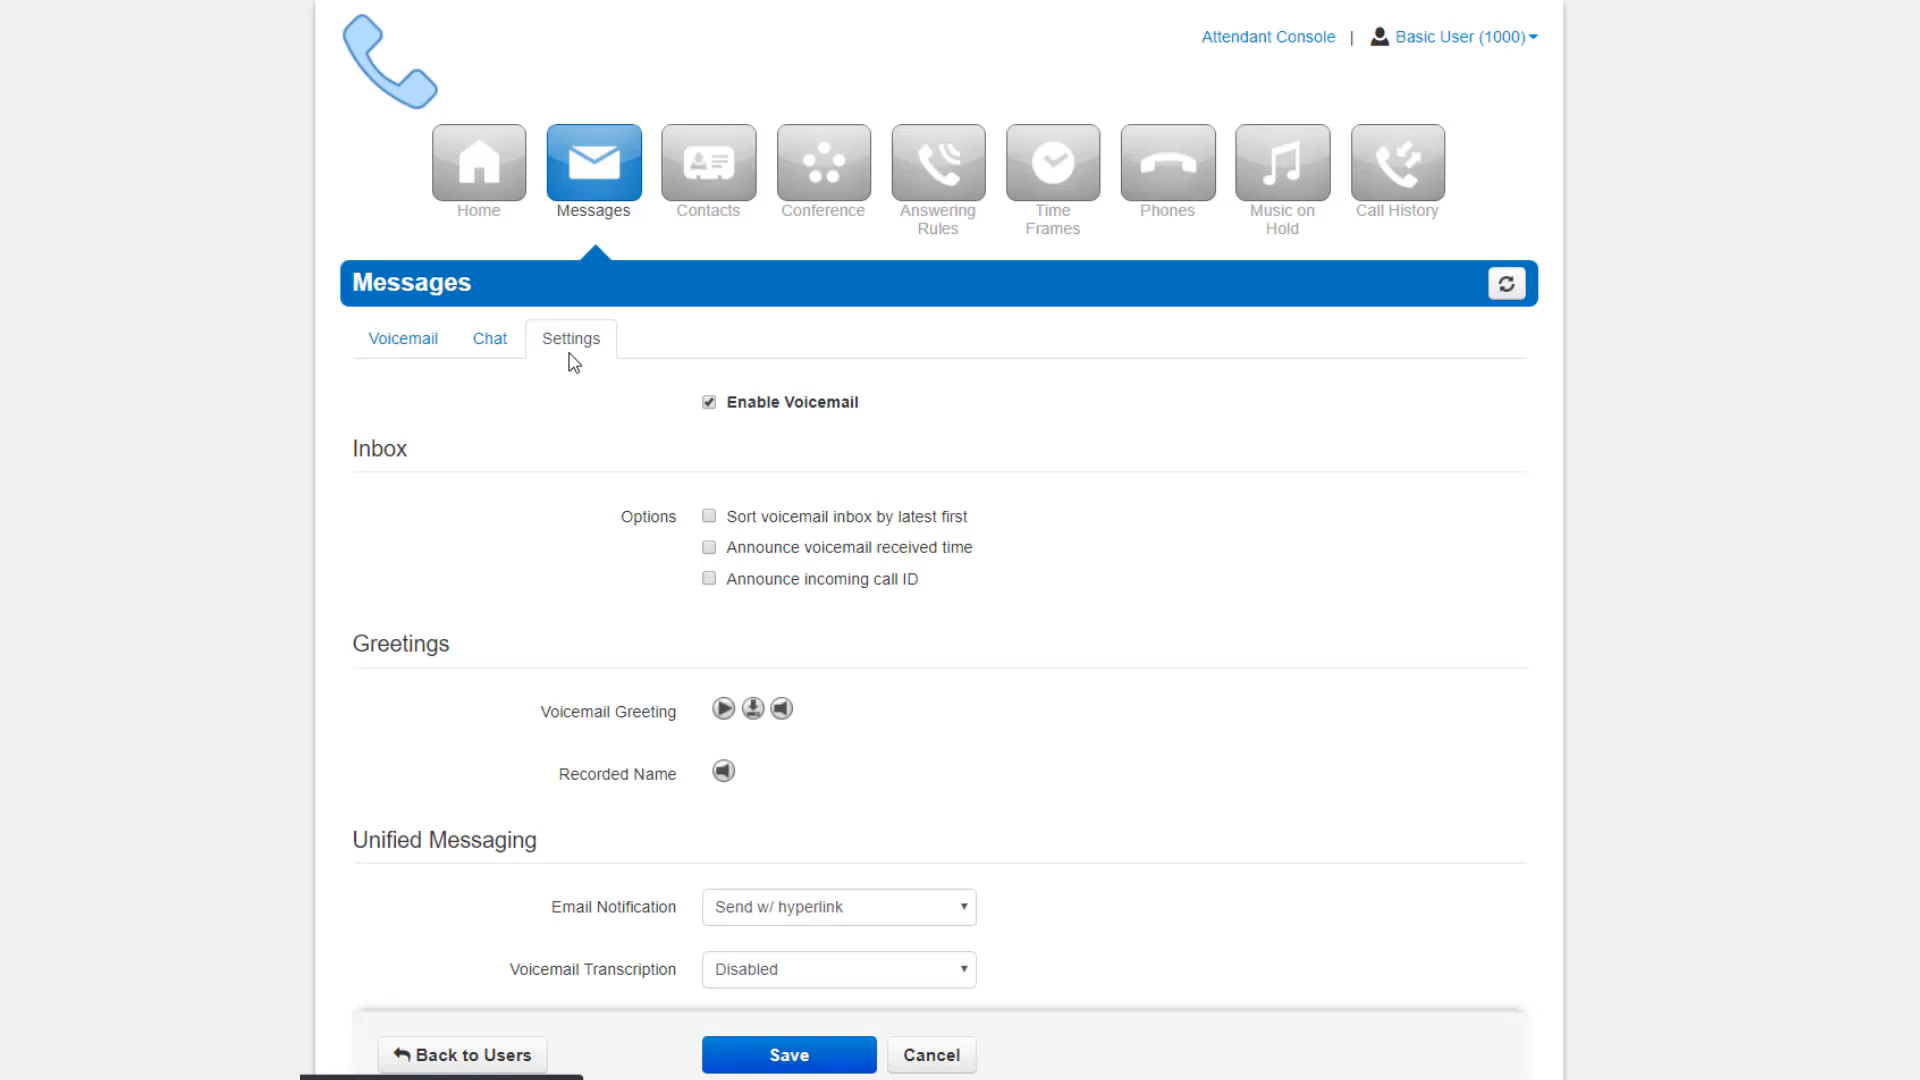 Attendant Console | Basic User (1000)
Home
Messages
Contacts
Conference
Answering
Rules
Time
Frames
Phones
Music on
Hold
Call History
Messages
Voicemail
Chat
Settings
Enable Voicemail
Inbox
Options
Sort voicemail inbox by latest first
Announce voicemail received time
Announce incoming call ID
Greetings
Voicemail Greeting
Recorded Name
Unified Messaging
Email Notification
Send w/ hyperlink
Voicemail Transcription
Disabled
Back to Users
Save
Cancel